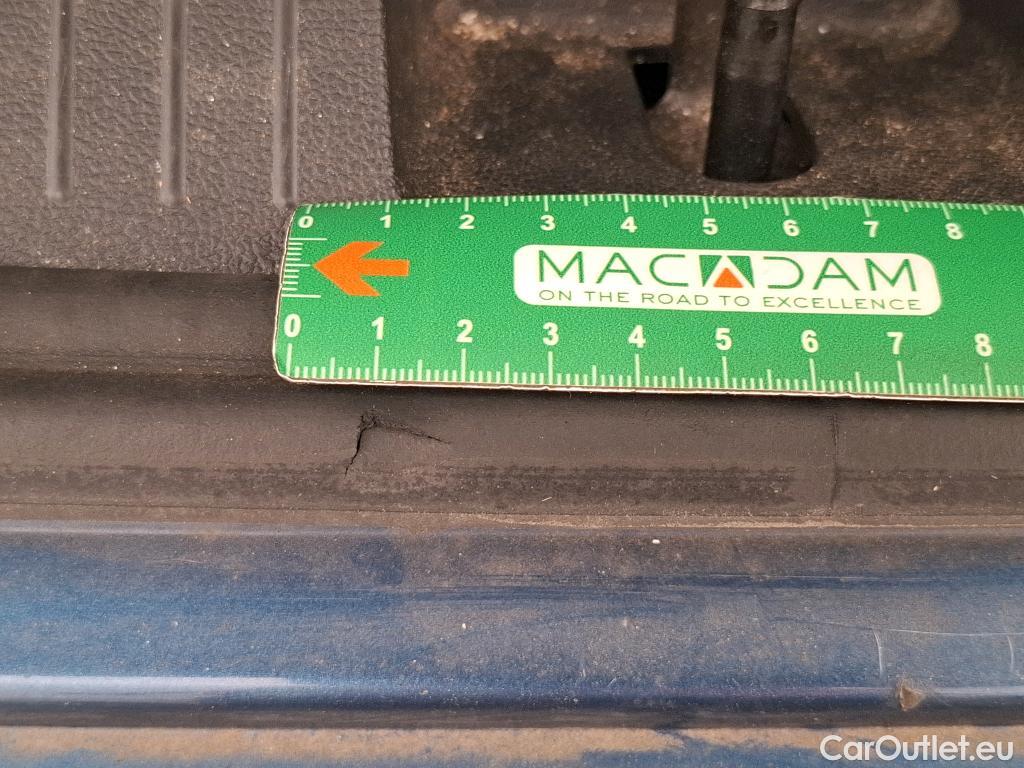 0 1 2 3 4 5 6 7 8
MACADAM
ON THE ROAD TO EXCELLENCE
0 1 2 3 4 5 6 7 8
CarOutlet.eu